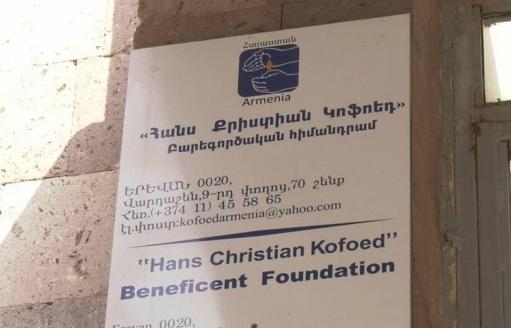 Հայաստան
Armenia
«Հանս Քրիստիան Կոֆոեդ»
Բարեգործական հիմնադրամ
ԵՐԵՎԱՆ 0020,
Վարդաշեն,9-րդ փողոց,70 շենք
Հեռ.(+374 11) 45 58 65
Էլ.փոստ:kofoedarmenia@yahoo.com
"Hans Christian Kofoed"
Beneficent Foundation
Erevan 0020,